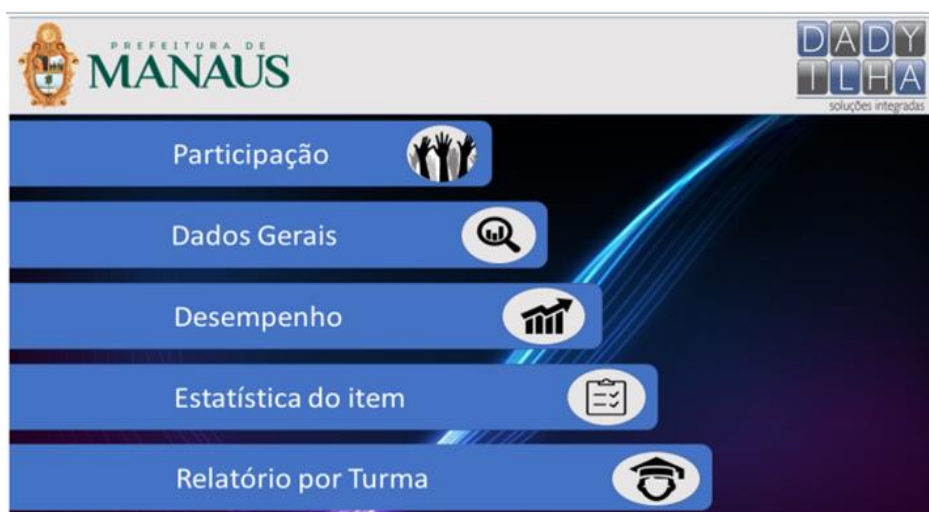 PREFEITURA DE
MANAUS
DADY
ILHA
soluções integradas
Participação
Dados Gerais
Desempenho
Estatística do item
Relatório por Turma